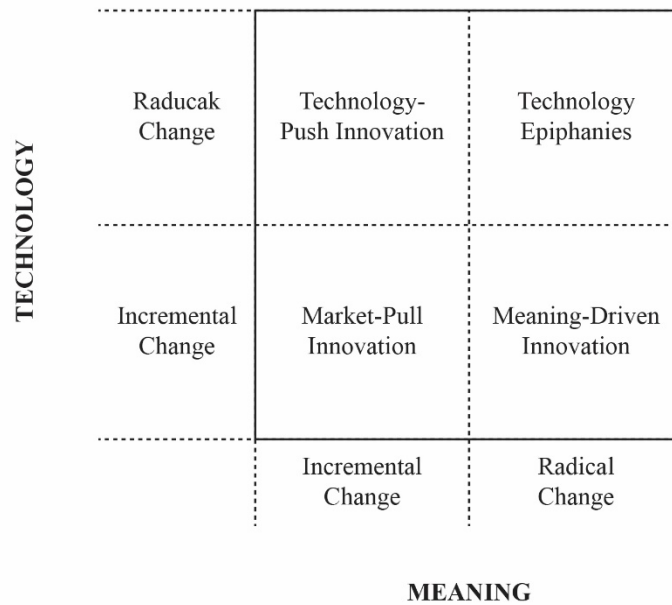 TECHNOLOGY
Raducak
Change
Technology-
Push Innovation
Technology
Epiphanies
Incremental
Change
Market-Pull
Innovation
Meaning-Driven
Innovation
Incremental
Change
Radical
Change
MEANING